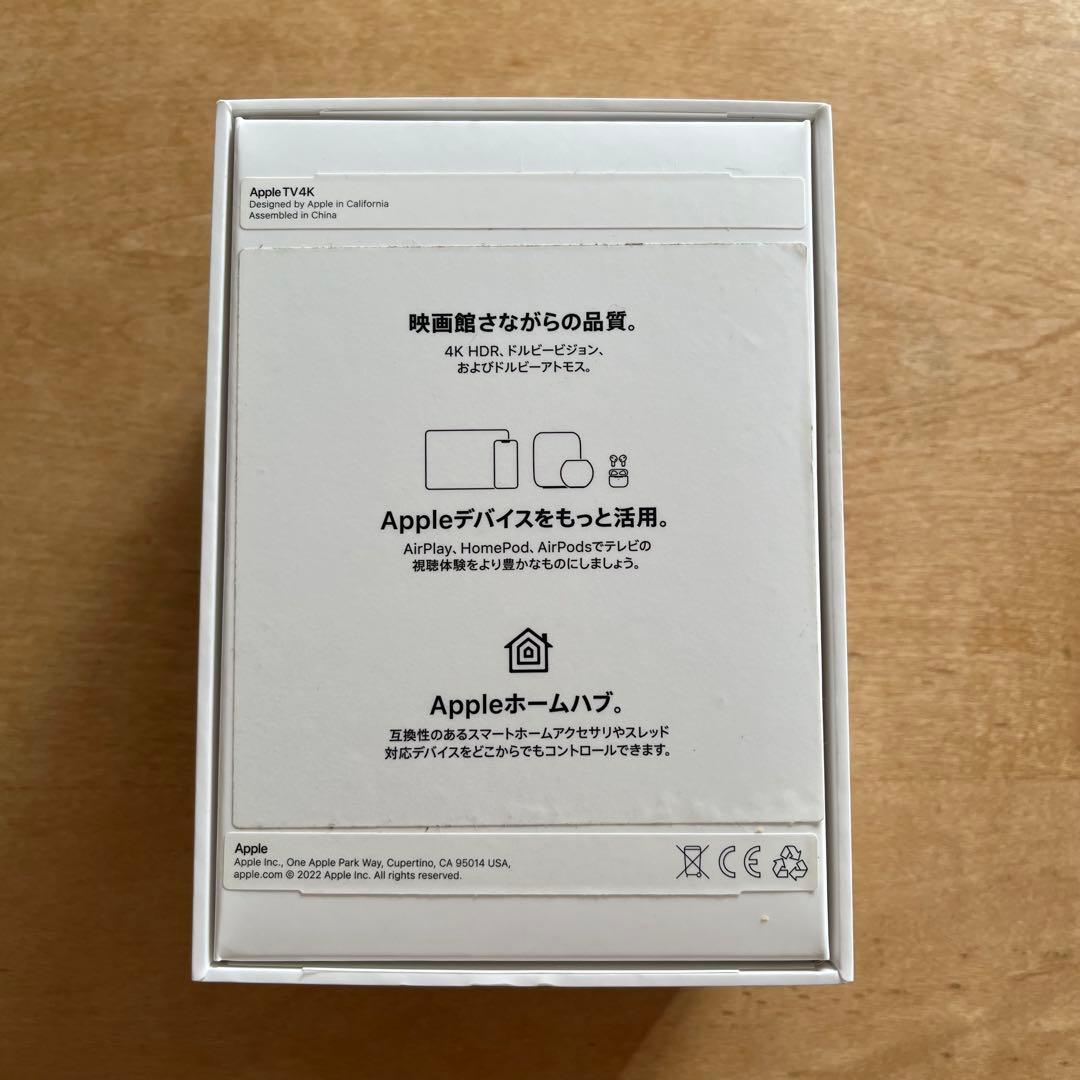 Apple TV 4K
Designed by Apple in California
Assembled in China
映画館さながらの品質。
4K HDR、ドルビービジョン、
およびドルビーアトモス。
Appleデバイスをもっと活用。
AirPlay、HomePod、AirPodsでテレビの
視聴体験をより豊かなものにしましょう。
Appleホームハブ。
互換性のあるスマートホームアクセサリやスレッド
対応デバイスをどこからでもコントロールできます。
Apple
Apple Inc., One Apple Park Way, Cupertino, CA 95014 USA,
apple.com © 2022 Apple Inc. All rights reserved.
CE